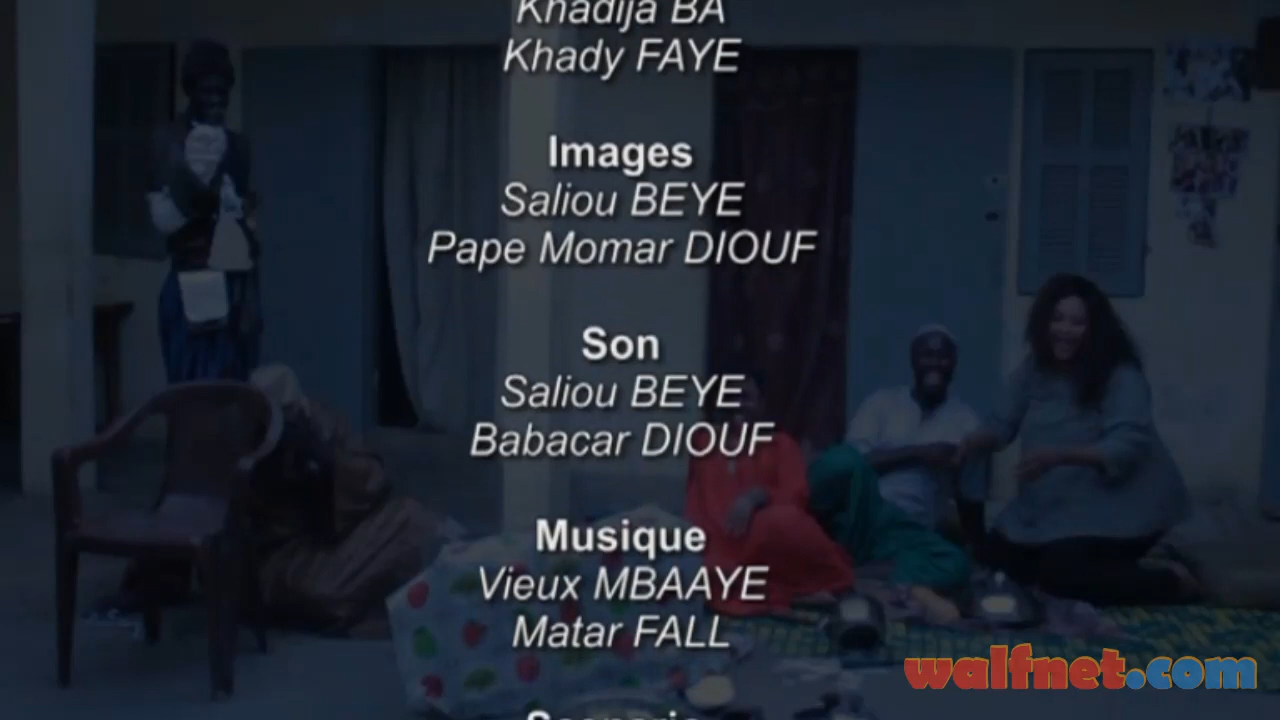 Khadija BA
Khady FAYE
Images
Saliou BEYE
Pape Momar DIOUF
Son
Saliou BEYE
Babacar DIOUF
Musique
Vieux MBAAYE
Matar FALL
walfnet.com